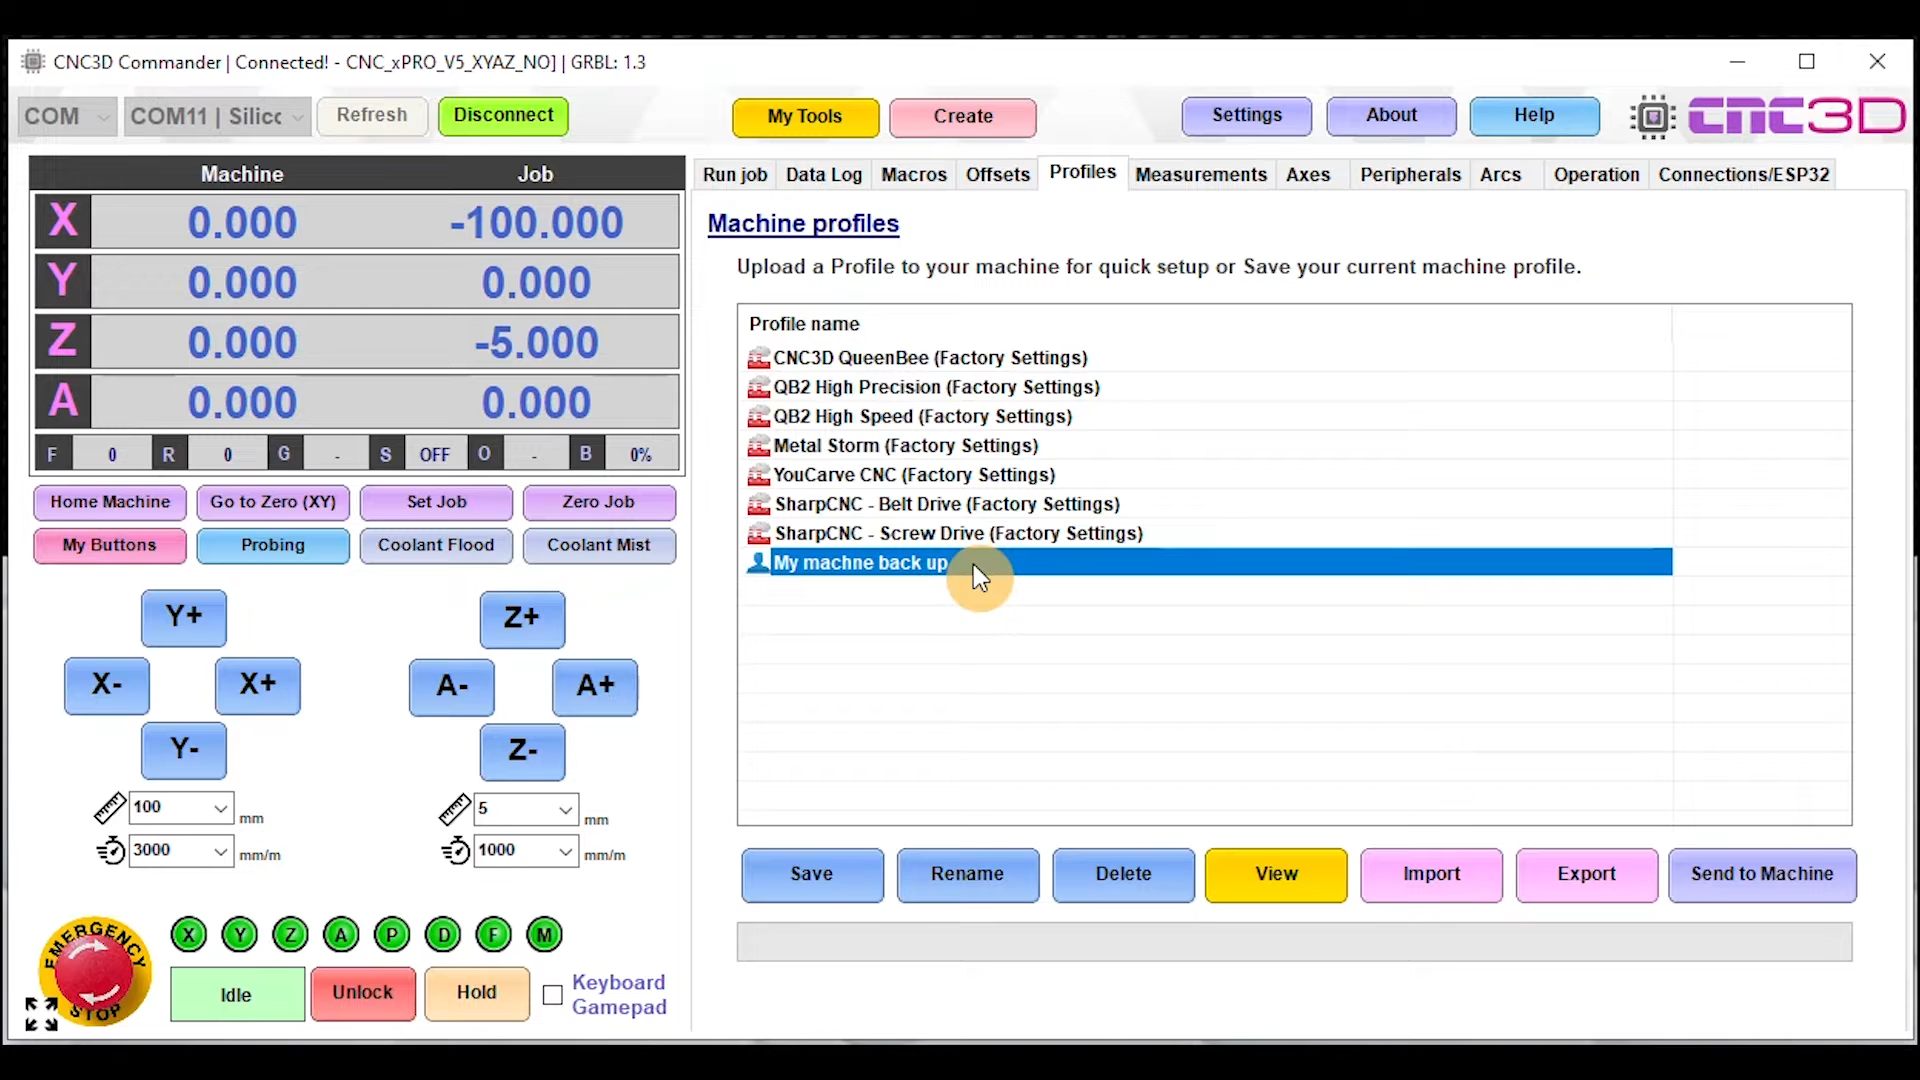 CNC3D Commander | Connected! - CNC_xPRO_V5_XYAZ_NO] | GRBL: 1.3
COM COM11 | Silicc Refresh Disconnect My Tools Create Settings About Help CNC3D
Machine Job
X 0.000 -100.000
Y 0.000 0.000
Z 0.000 -5.000
A 0.000 0.000
F 0 R 0 G - S OFF O - B 0%
Home Machine Go to Zero (XY) Set Job Zero Job
My Buttons Probing Coolant Flood Coolant Mist
Y+ Z+
X- X+ A- A+
Y- Z-
100 mm 5 mm
3000 mm/m 1000 mm/m
EMERGENCY STOP
X Y Z A P D F M
Idle Unlock Hold Keyboard
Gamepad
Run job Data Log Macros Offsets Profiles Measurements Axes Peripherals Arcs Operation Connections/ESP32
Machine profiles
Upload a Profile to your machine for quick setup or Save your current machine profile.
Profile name
CNC3D QueenBee (Factory Settings)
QB2 High Precision (Factory Settings)
QB2 High Speed (Factory Settings)
Metal Storm (Factory Settings)
YouCarve CNC (Factory Settings)
SharpCNC - Belt Drive (Factory Settings)
SharpCNC - Screw Drive (Factory Settings)
My machne back up
Save Rename Delete View Import Export Send to Machine